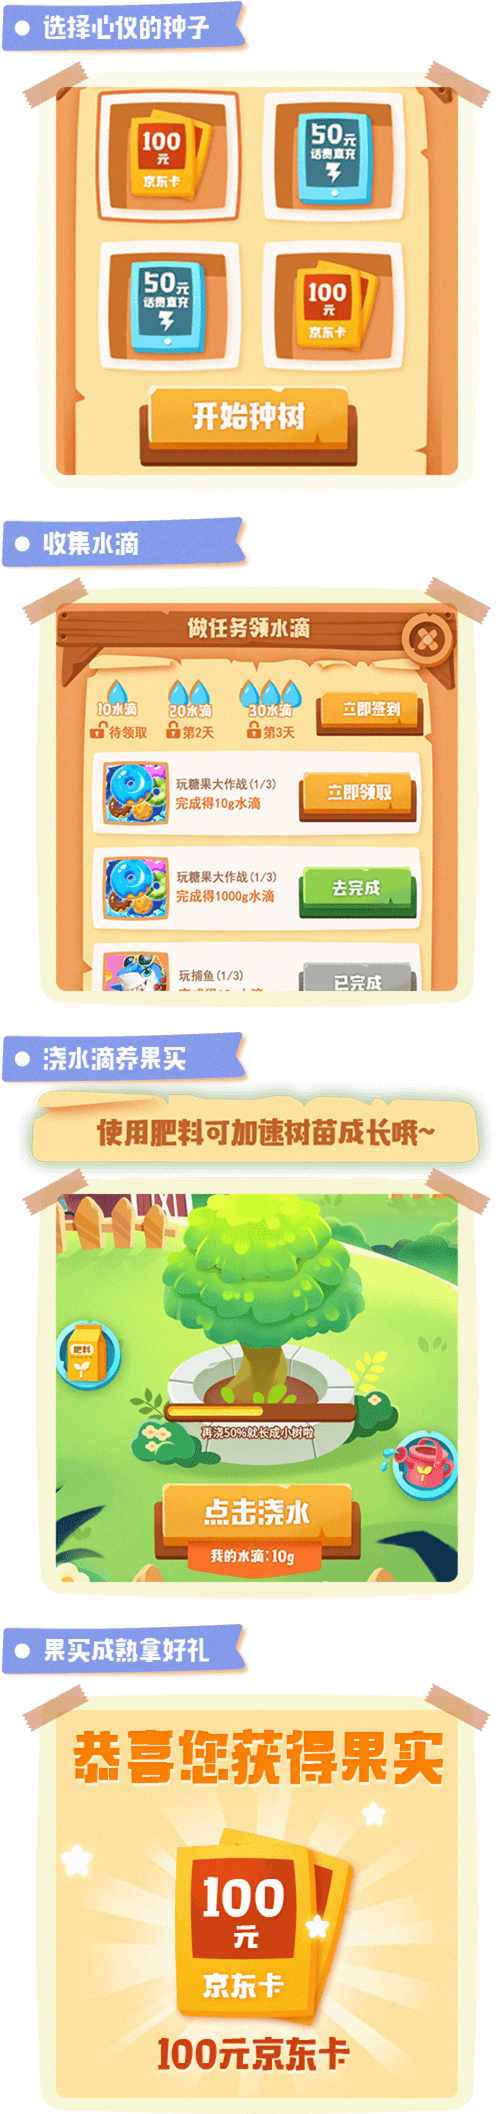 选择心仪的种子
100
元
京东卡
50元
话费直充
50元
话费直充
100
元
京东卡
开始种树
收集水滴
做任务领水滴
10水滴
20水滴
30水滴
待领取
第2天
第3天
立即签到
玩糖果大作战(1/3)
完成得10g水滴
立即领取
玩糖果大作战(1/3)
完成得1000g水滴
去完成
玩捕鱼(1/3)
已完成
浇水滴养果实
使用肥料可加速树苗成长哦~
肥料
再浇50%就长成小树啦
点击浇水
我的水滴:10g
果实成熟拿好礼
恭喜您获得果实
100
元
京东卡
100元京东卡